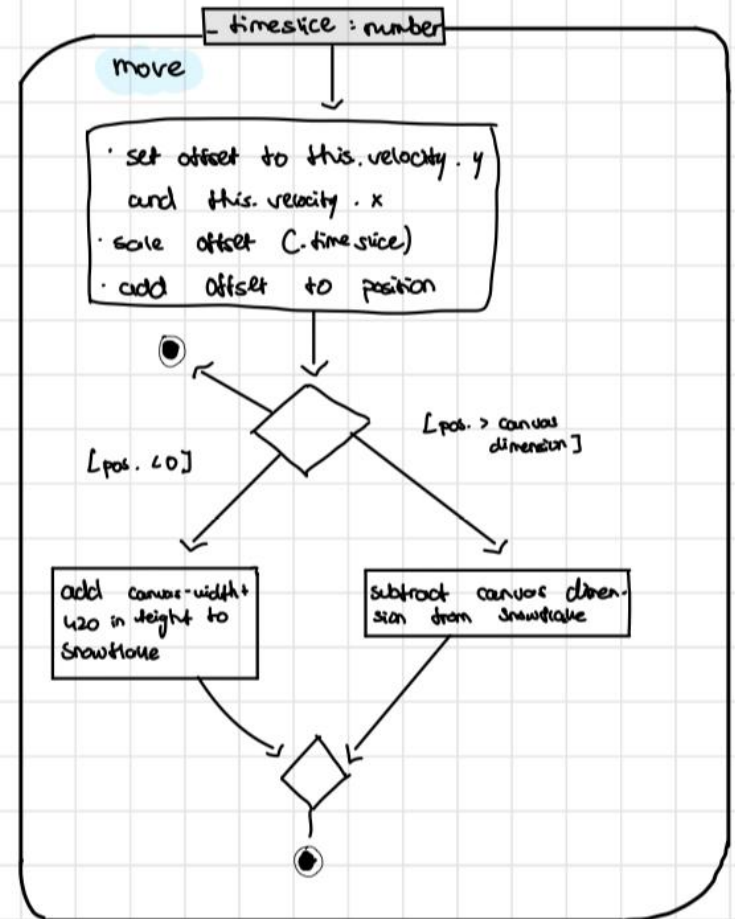 _ timeslice : number
move
· set offset to this.velocity.y
and this.velocity.x
· scale offset (_timeslice)
· add offset to position
[pos. > canvas
dimension]
[pos. <0]
add canvas-width +
420 in height to
Snowflake
subtract canvas dimen-
sion from snowflake